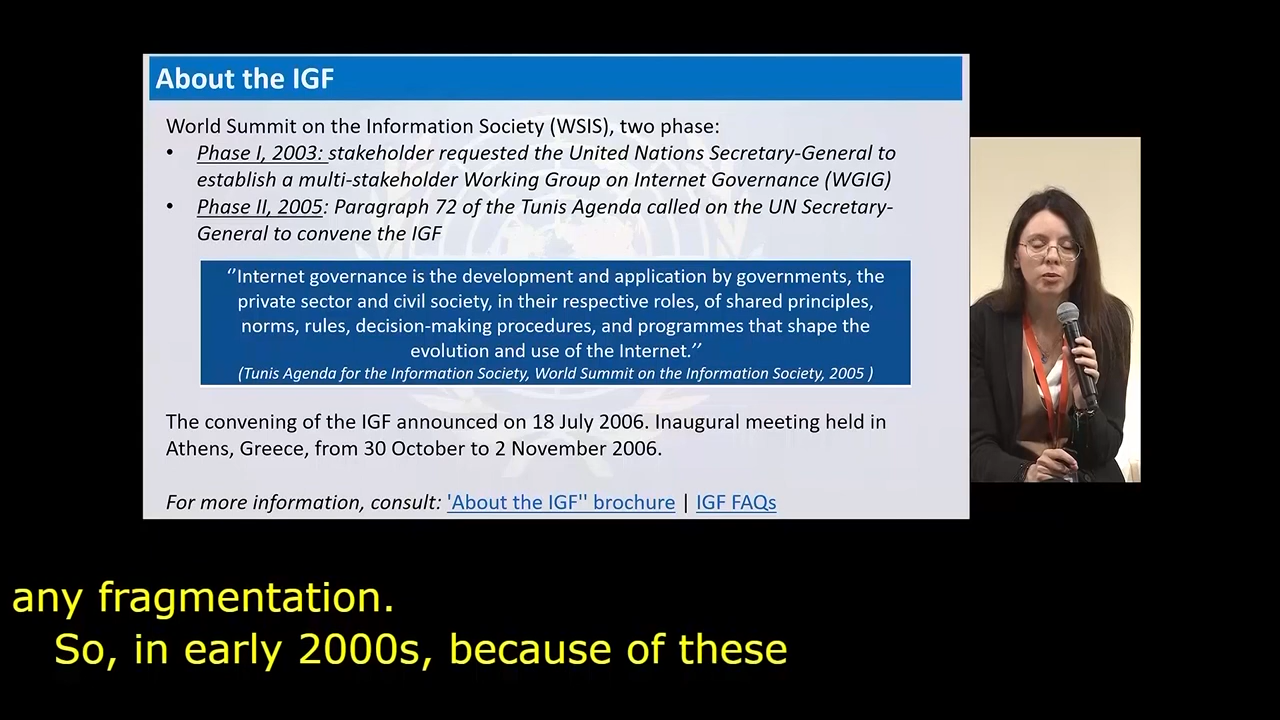 About the IGF
World Summit on the Information Society (WSIS), two phase:
• Phase I, 2003: stakeholder requested the United Nations Secretary-General to
establish a multi-stakeholder Working Group on Internet Governance (WGIG)
• Phase II, 2005: Paragraph 72 of the Tunis Agenda called on the UN Secretary-
General to convene the IGF
‘’Internet governance is the development and application by governments, the
private sector and civil society, in their respective roles, of shared principles,
norms, rules, decision-making procedures, and programmes that shape the
evolution and use of the Internet.’’
(Tunis Agenda for the Information Society, World Summit on the Information Society, 2005 )
The convening of the IGF announced on 18 July 2006. Inaugural meeting held in
Athens, Greece, from 30 October to 2 November 2006.
For more information, consult: 'About the IGF'' brochure | IGF FAQs
any fragmentation.
So, in early 2000s, because of these